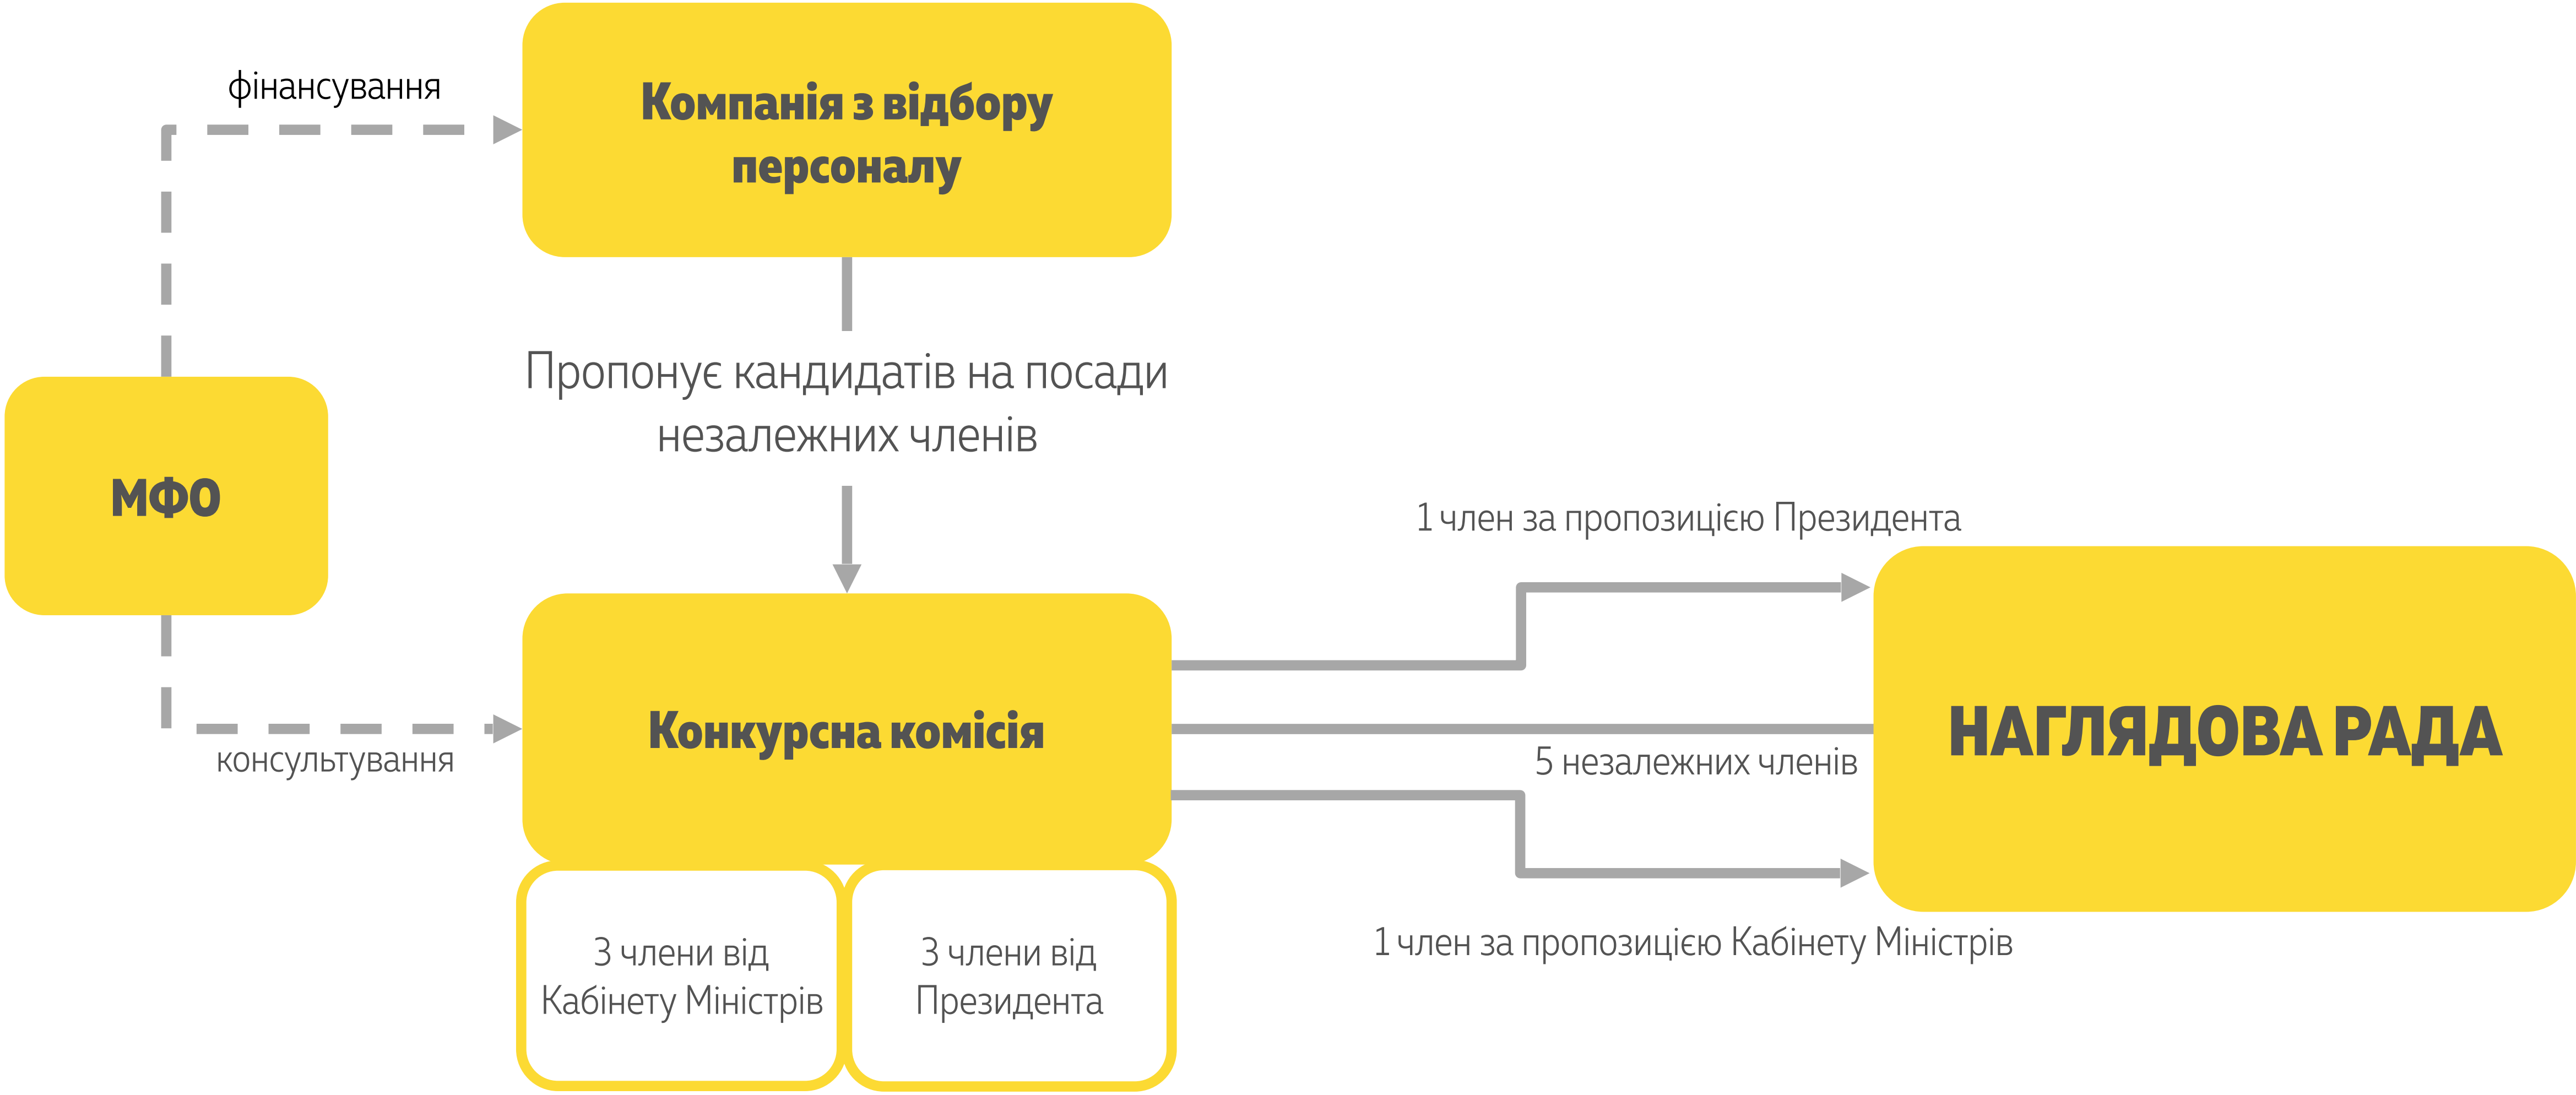 фінансування
Компанія з відбору
персоналу
Пропонує кандидатів на посади
незалежних членів
МФО
1 член за пропозицією Президента
Конкурсна комісія
НАГЛЯДОВА РАДА
консультування
5 незалежних членів
1 член за пропозицією Кабінету Міністрів
3 члени від
Кабінету Міністрів
3 члени від
Президента